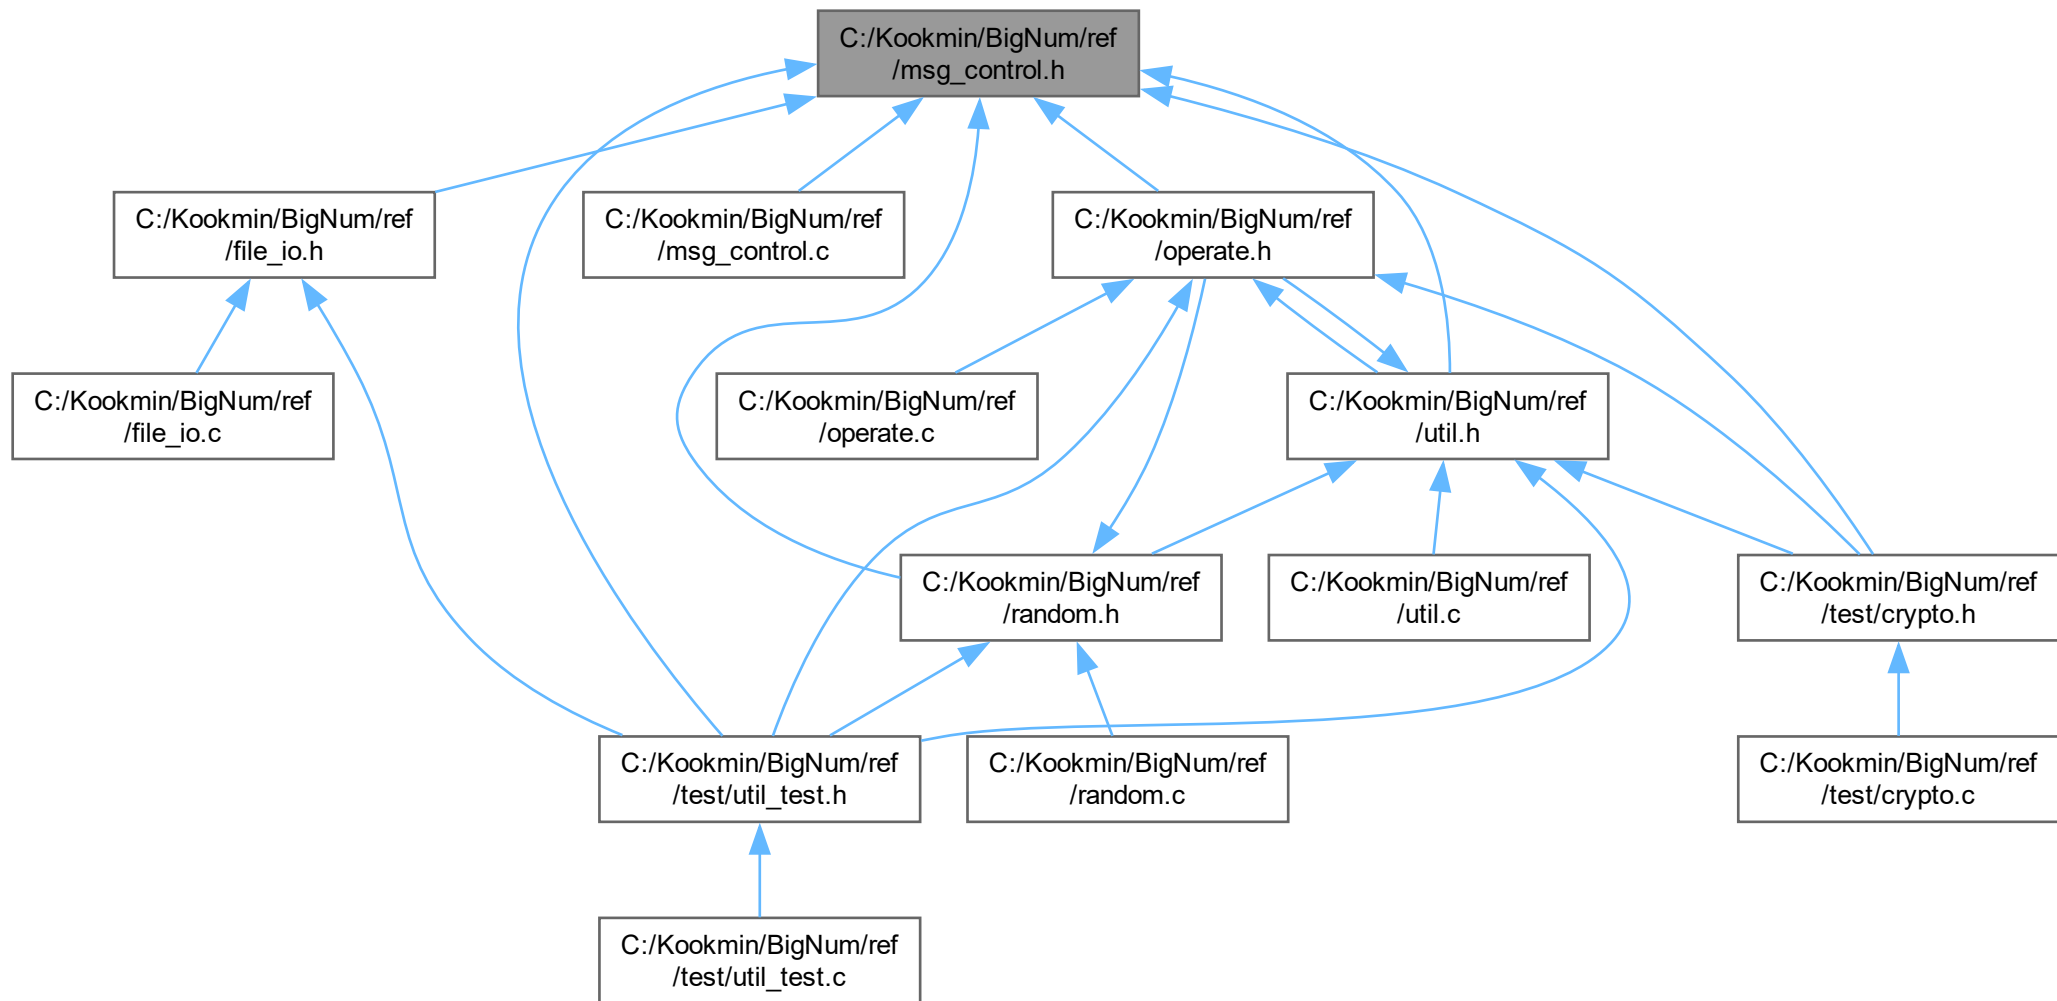 C:/Kookmin/BigNum/ref
/msg_control.h
C:/Kookmin/BigNum/ref
/file_io.h
C:/Kookmin/BigNum/ref
/msg_control.c
C:/Kookmin/BigNum/ref
/operate.h
C:/Kookmin/BigNum/ref
/file_io.c
C:/Kookmin/BigNum/ref
/operate.c
C:/Kookmin/BigNum/ref
/util.h
C:/Kookmin/BigNum/ref
/random.h
C:/Kookmin/BigNum/ref
/util.c
C:/Kookmin/BigNum/ref
/test/crypto.h
C:/Kookmin/BigNum/ref
/test/util_test.h
C:/Kookmin/BigNum/ref
/random.c
C:/Kookmin/BigNum/ref
/test/crypto.c
C:/Kookmin/BigNum/ref
/test/util_test.c